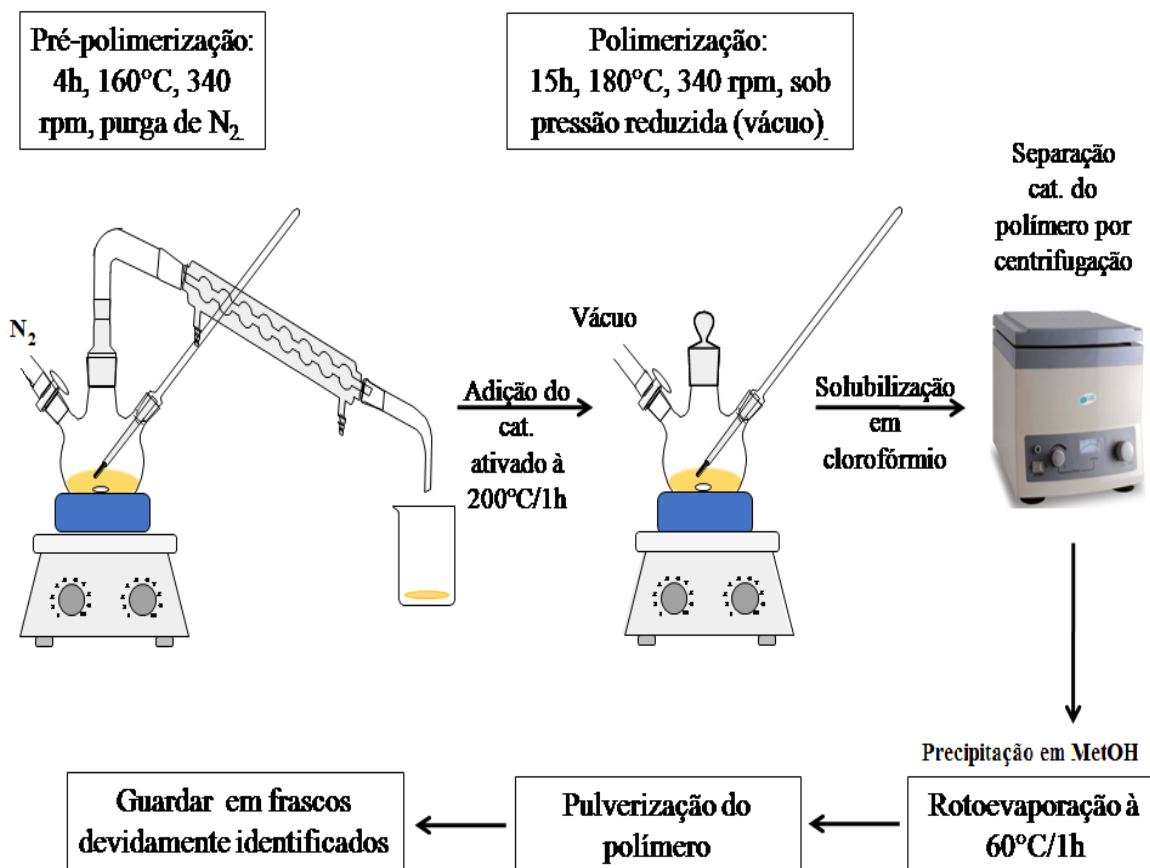 Pré-polimerização:
4h, 160°C, 340
rpm, purga de N₂
Polimerização:
15h, 180°C, 340 rpm, sob
pressão reduzida (vácuo)
Separação
cat. do
polímero por
centrifugação
N₂
Adição do
cat.
ativado à
200°C/1h
Vácuo
Solubilização
em
clorofórmio
Precipitação em MetOH
Rotoevaporação à
60°C/1h
Pulverização do
polímero
Guardar em frascos
devidamente identificados